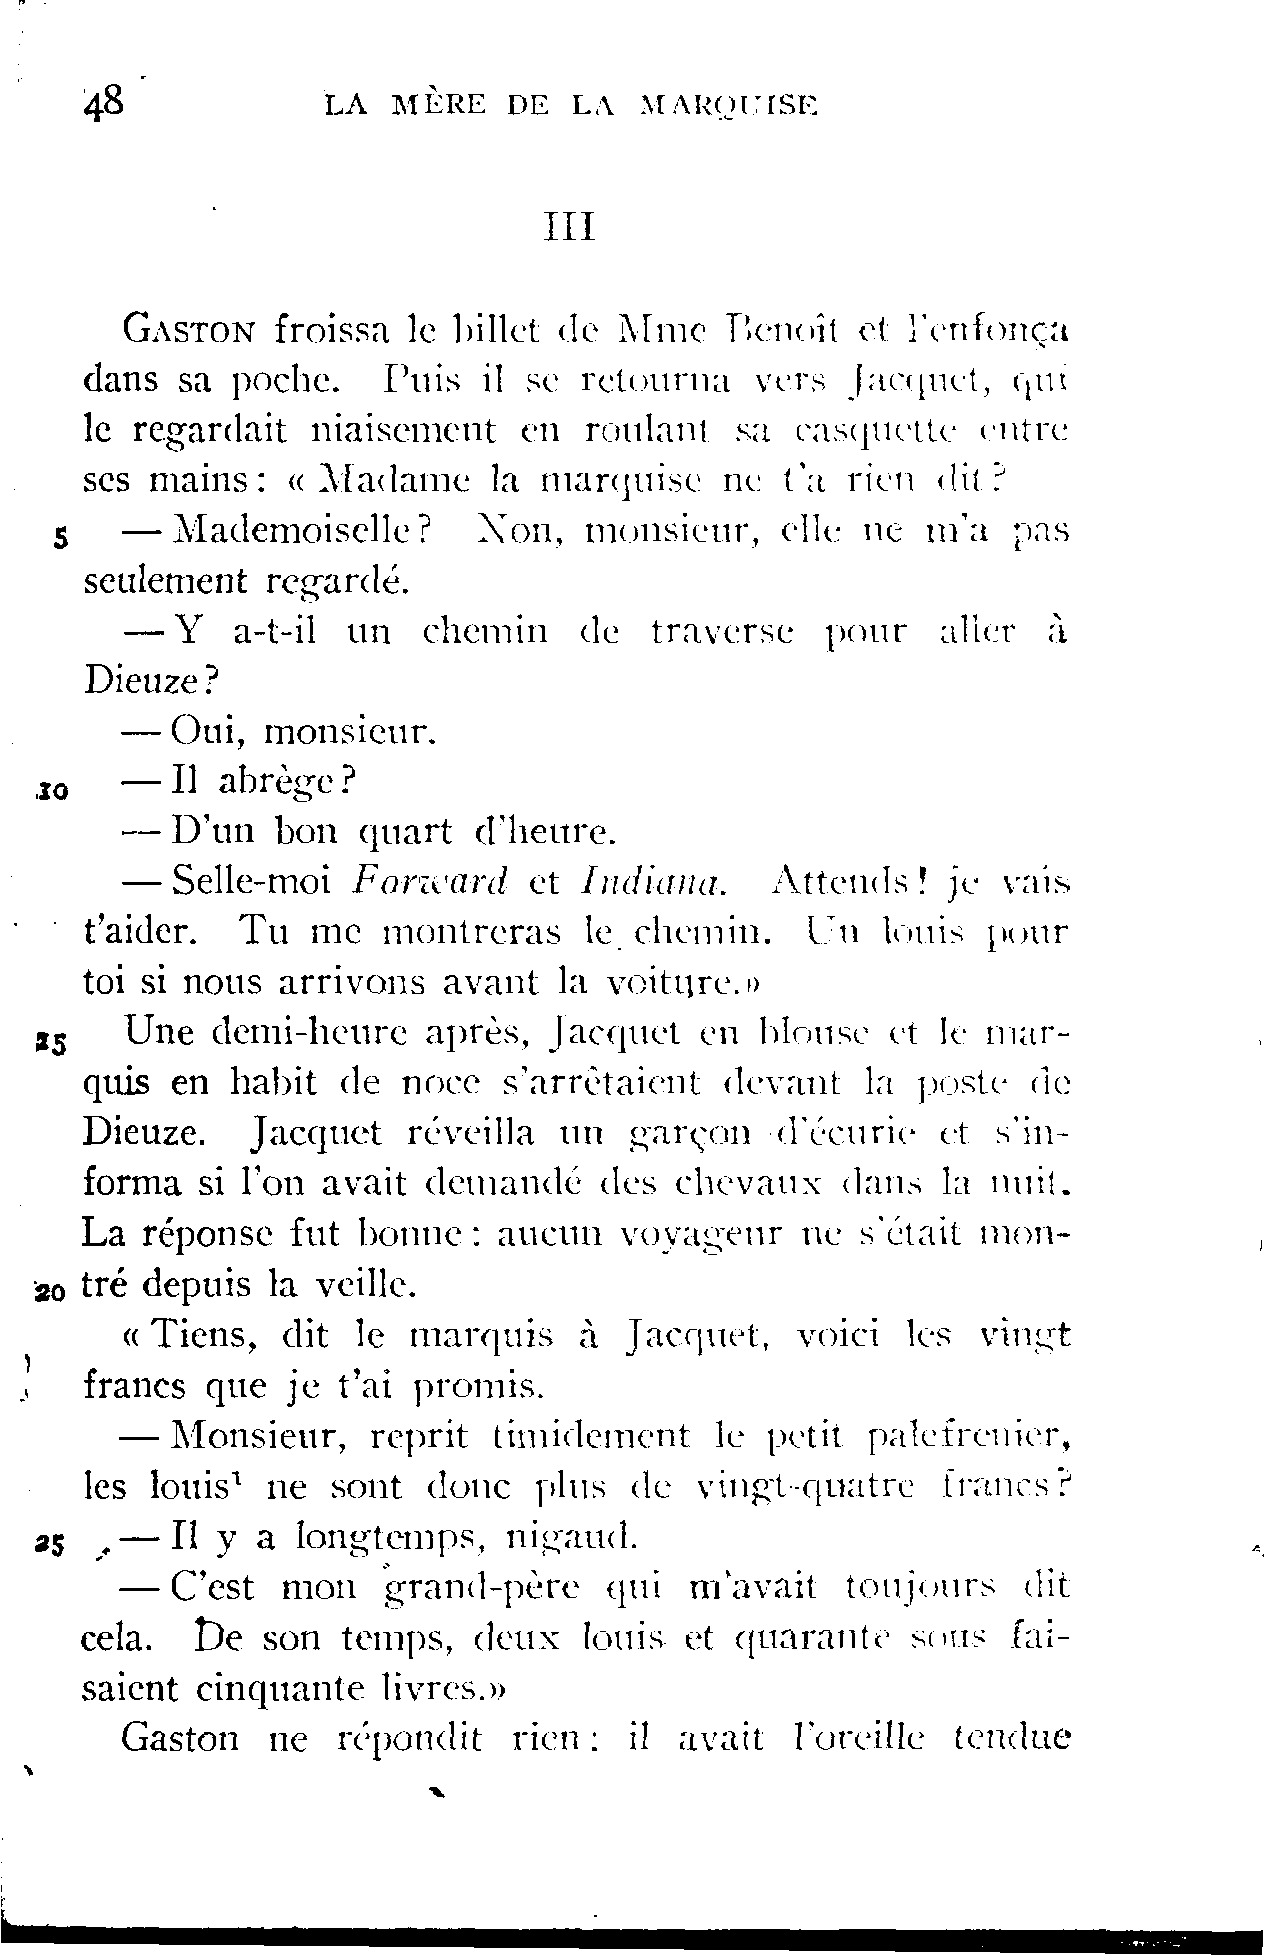 48 LA MÈRE DE LA MARQUISE
III
GASTON froissa le billet de Mme Benoît et l'enfonça
dans sa poche. Puis il se retourna vers Jacquet, qui
le regardait niaisement en roulant sa casquette entre
ses mains : « Madame la marquise ne t'a rien dit ?
5 — Mademoiselle ? Non, monsieur, elle ne m'a pas
seulement regardé.
— Y a-t-il un chemin de traverse pour aller à
Dieuze ?
— Oui, monsieur.
10 — Il abrège ?
— D'un bon quart d'heure.
— Selle-moi Forward et Indiana. Attends ! je vais
t'aider. Tu me montreras le chemin. Un louis pour
toi si nous arrivons avant la voiture. »
15 Une demi-heure après, Jacquet en blouse et le mar-
quis en habit de noce s'arrêtaient devant la poste de
Dieuze. Jacquet réveilla un garçon d'écurie et s'in-
forma si l'on avait demandé des chevaux dans la nuit.
La réponse fut bonne : aucun voyageur ne s'était mon-
20 tré depuis la veille.
« Tiens, dit le marquis à Jacquet, voici les vingt
francs que je t'ai promis.
— Monsieur, reprit timidement le petit palefrenier,
les louis¹ ne sont donc plus de vingt-quatre francs ?
25 — Il y a longtemps, nigaud.
— C'est mon grand-père qui m'avait toujours dit
cela. De son temps, deux louis et quarante sous fai-
saient cinquante livres. »
Gaston ne répondit rien : il avait l'oreille tendue